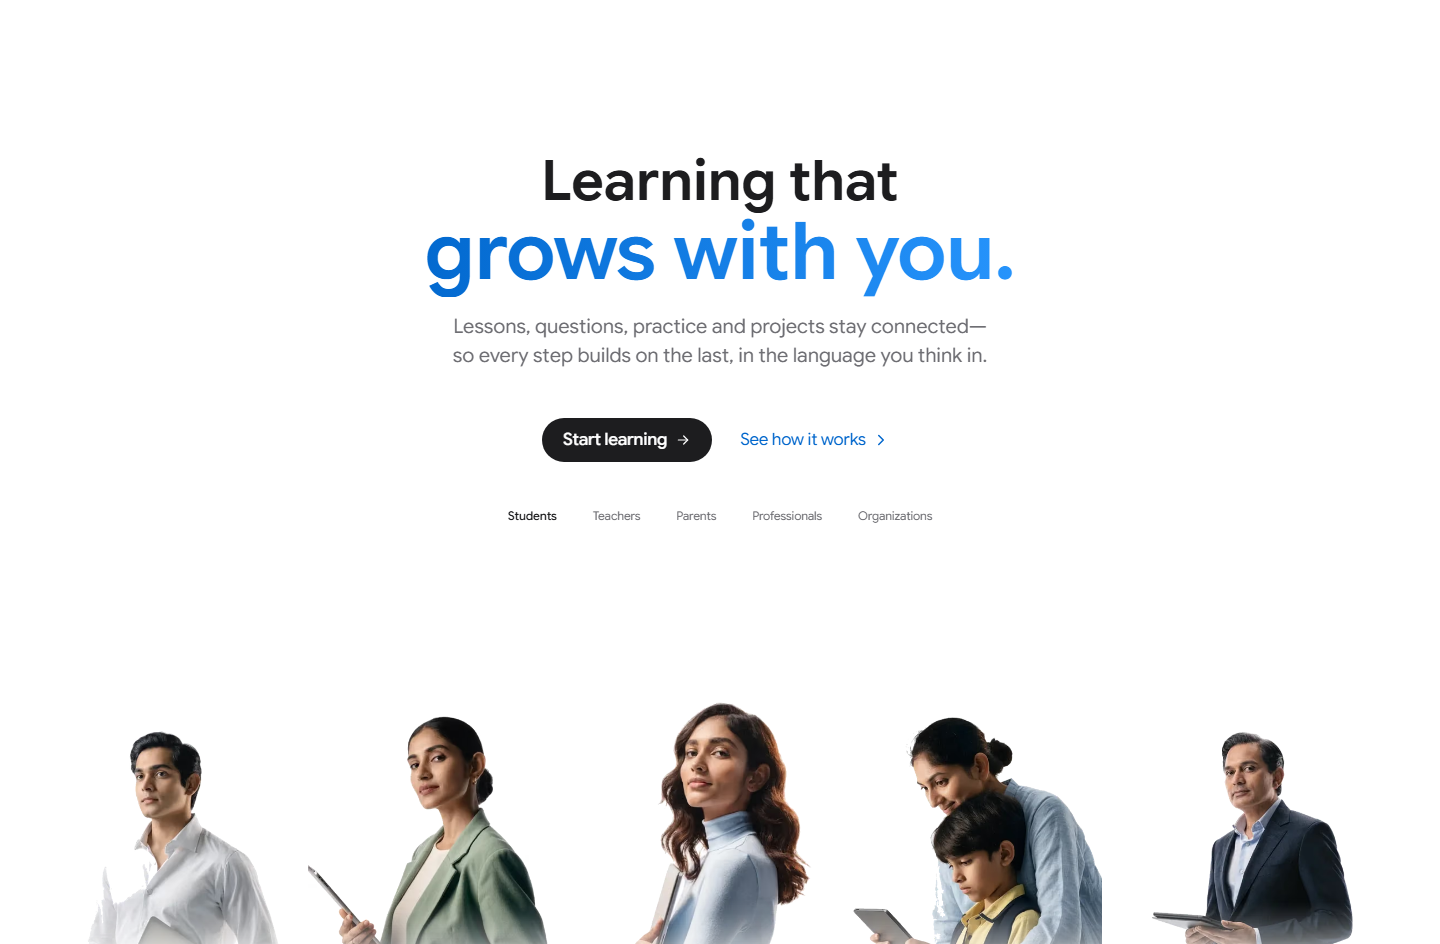 Learning that
grows with you.
Lessons, questions, practice and projects stay connected—
so every step builds on the last, in the language you think in.
Start learning →
See how it works >
Students Teachers Parents Professionals Organizations